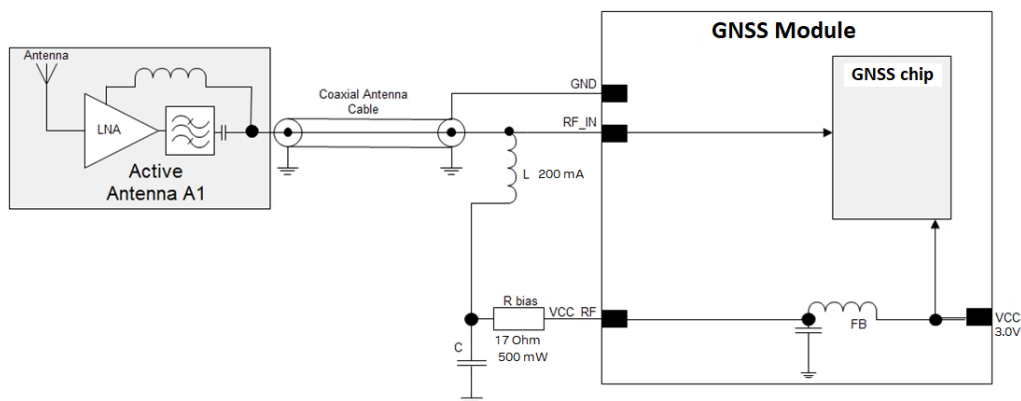 GNSS Module
Antenna
GNSS chip
GND
Coaxial Antenna
Cable
RF_IN
LNA
Active
Antenna A1
L 200 mA
R bias
VCC_RF
17 Ohm
500 mW
C
FB
VCC
3.0V